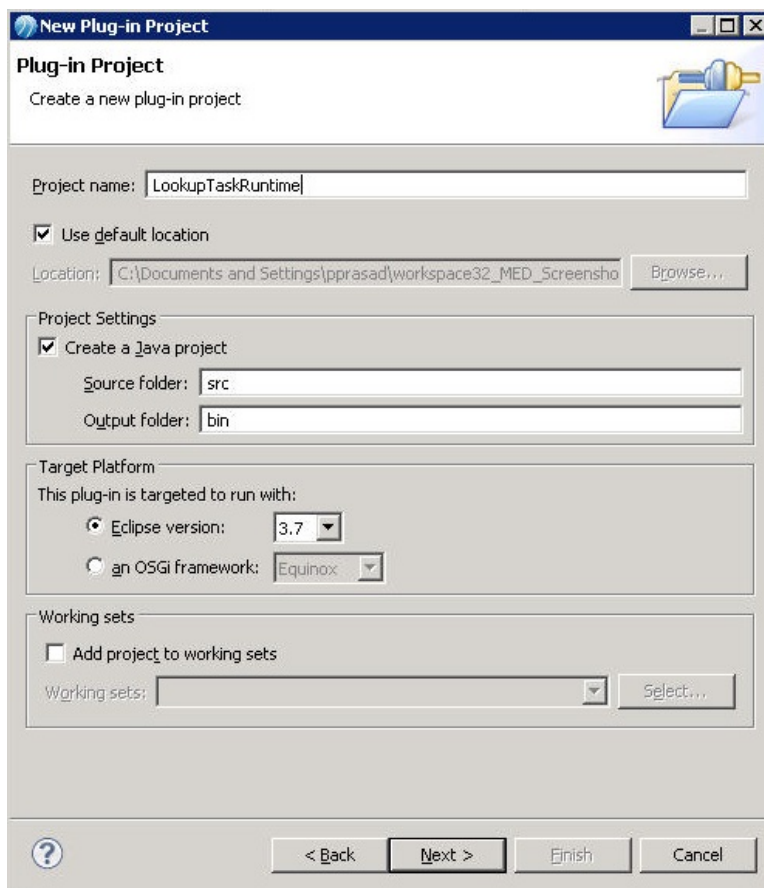 New Plug-in Project
Plug-in Project
Create a new plug-in project
Project name: LookupTaskRuntime
Use default location
Location: C:\Documents and Settings\pprasad\workspace32_MED_Screensho Browse...
Project Settings
Create a Java project
Source folder: src
Output folder: bin
Target Platform
This plug-in is targeted to run with:
Eclipse version: 3.7
an OSGi framework: Equinox
Working sets
Add project to working sets
Working sets: Select...
? < Back Next > Finish Cancel